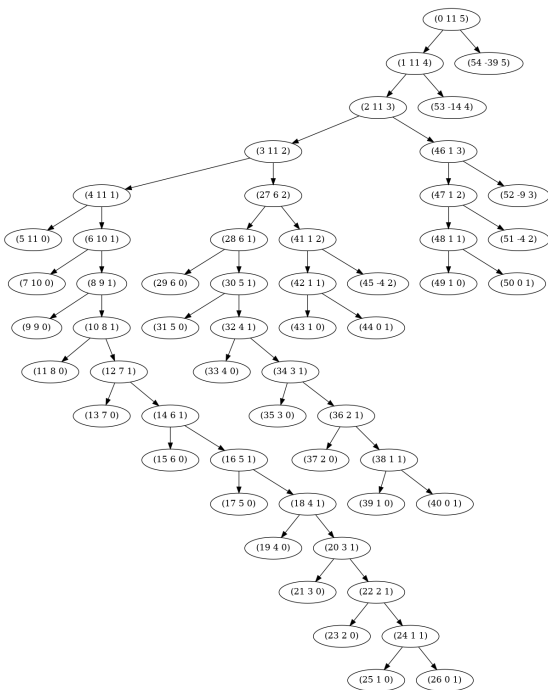 (0 11 5)
(1 11 4)
(54 -39 5)
(2 11 3)
(53 -14 4)
(3 11 2)
(46 1 3)
(4 11 1)
(27 6 2)
(47 1 2)
(52 -9 3)
(5 11 0)
(6 10 1)
(28 6 1)
(41 1 2)
(48 1 1)
(51 -4 2)
(7 10 0)
(8 9 1)
(29 6 0)
(30 5 1)
(42 1 1)
(45 -4 2)
(49 1 0)
(50 0 1)
(9 9 0)
(10 8 1)
(31 5 0)
(32 4 1)
(43 1 0)
(44 0 1)
(11 8 0)
(12 7 1)
(33 4 0)
(34 3 1)
(13 7 0)
(14 6 1)
(35 3 0)
(36 2 1)
(15 6 0)
(16 5 1)
(37 2 0)
(38 1 1)
(17 5 0)
(18 4 1)
(39 1 0)
(40 0 1)
(19 4 0)
(20 3 1)
(21 3 0)
(22 2 1)
(23 2 0)
(24 1 1)
(25 1 0)
(26 0 1)